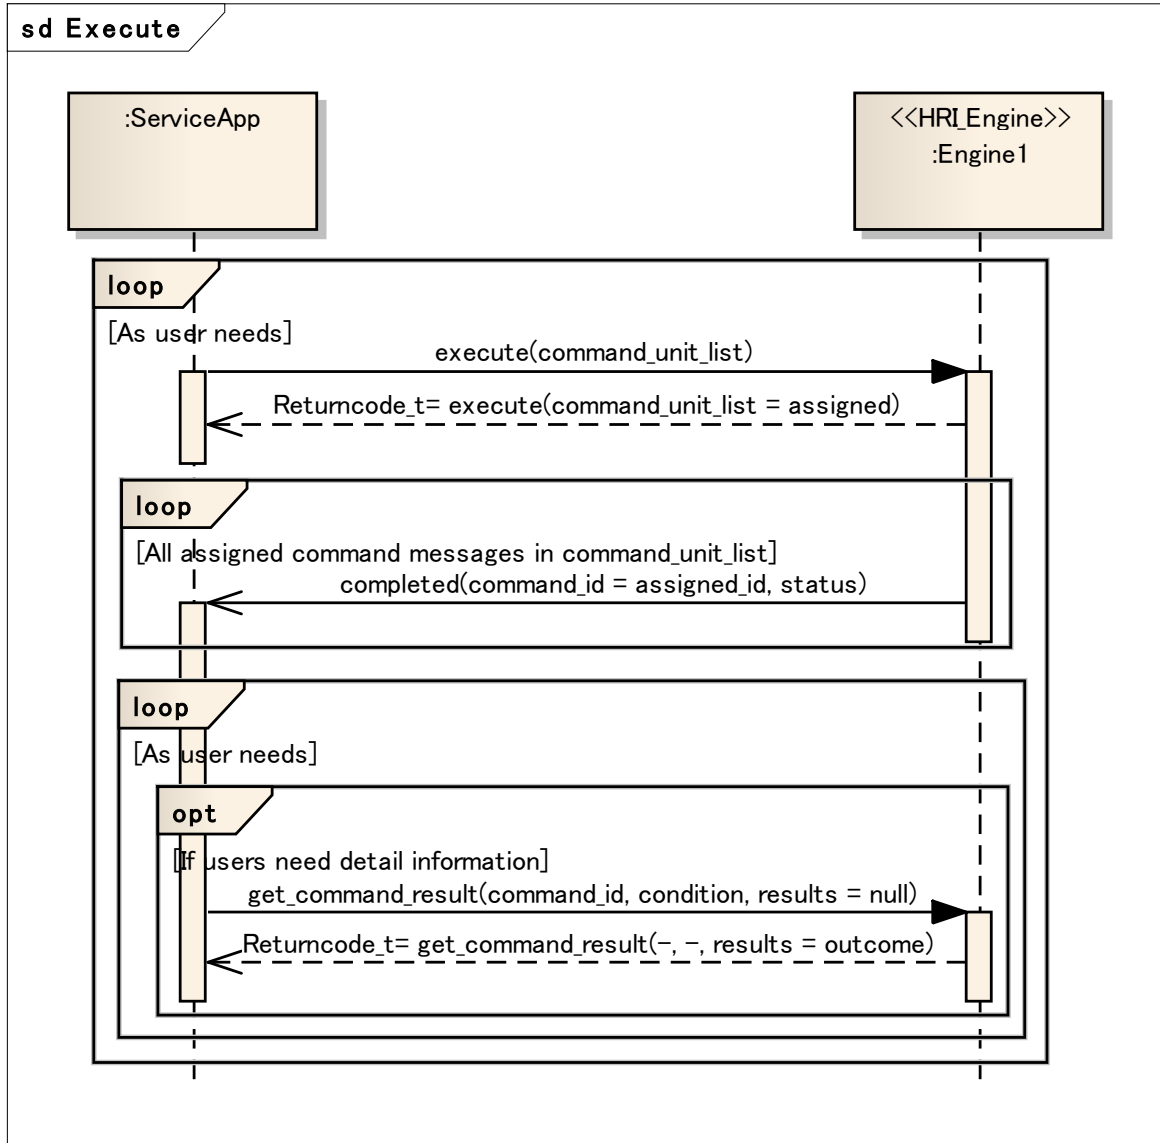 sd Execute
:ServiceApp
<<HRI_Engine>>
:Engine1
loop
[As user needs]
execute(command_unit_list)
Returncode_t= execute(command_unit_list = assigned)
loop
[All assigned command messages in command_unit_list]
completed(command_id = assigned_id, status)
loop
[As user needs]
opt
[If users need detail information]
get_command_result(command_id, condition, results = null)
Returncode_t= get_command_result(-, -, results = outcome)